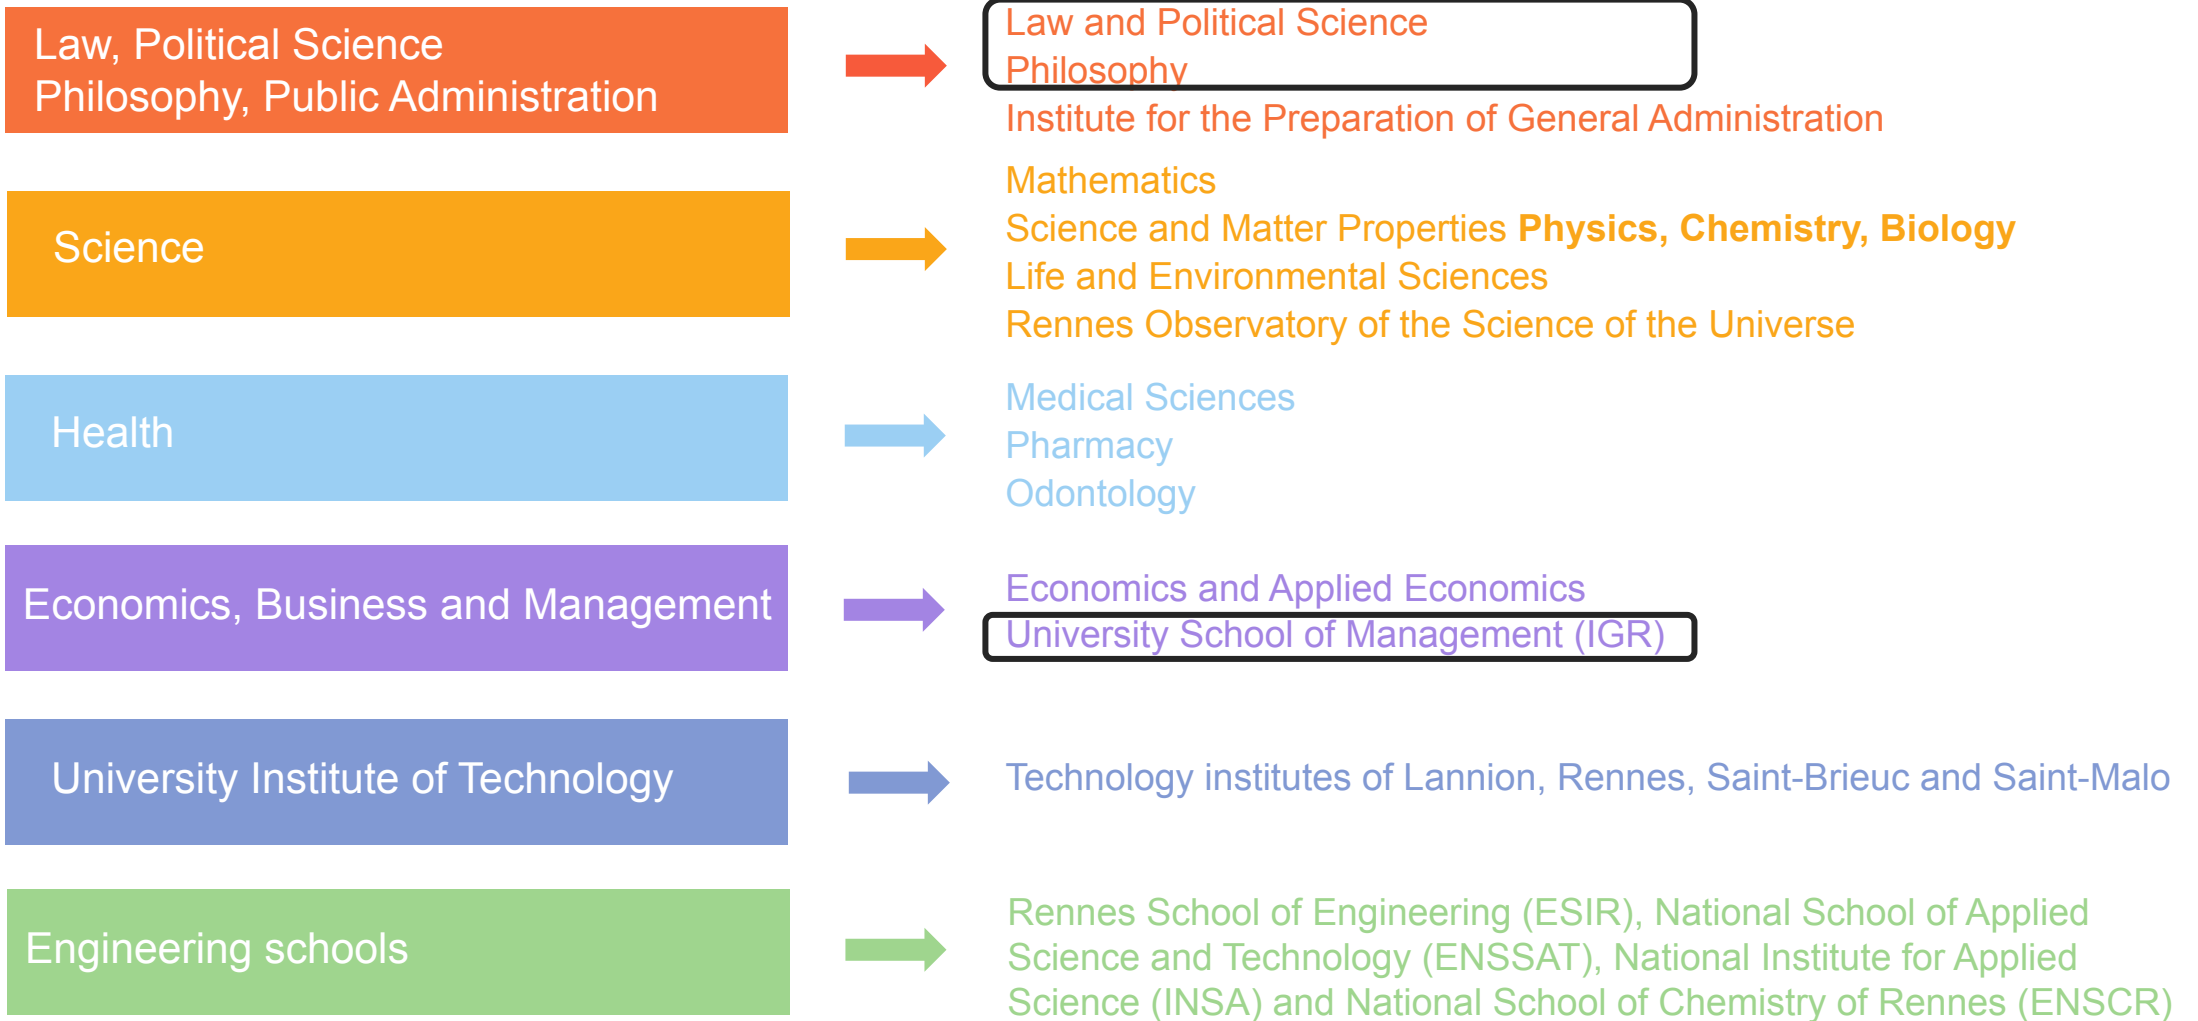 Law, Political Science
Philosophy, Public Administration
Law and Political Science
Philosophy
Institute for the Preparation of General Administration
Science
Mathematics
Science and Matter Properties Physics, Chemistry, Biology
Life and Environmental Sciences
Rennes Observatory of the Science of the Universe
Health
Medical Sciences
Pharmacy
Odontology
Economics, Business and Management
Economics and Applied Economics
University School of Management (IGR)
University Institute of Technology
Technology institutes of Lannion, Rennes, Saint-Brieuc and Saint-Malo
Engineering schools
Rennes School of Engineering (ESIR), National School of Applied
Science and Technology (ENSSAT), National Institute for Applied
Science (INSA) and National School of Chemistry of Rennes (ENSCR)